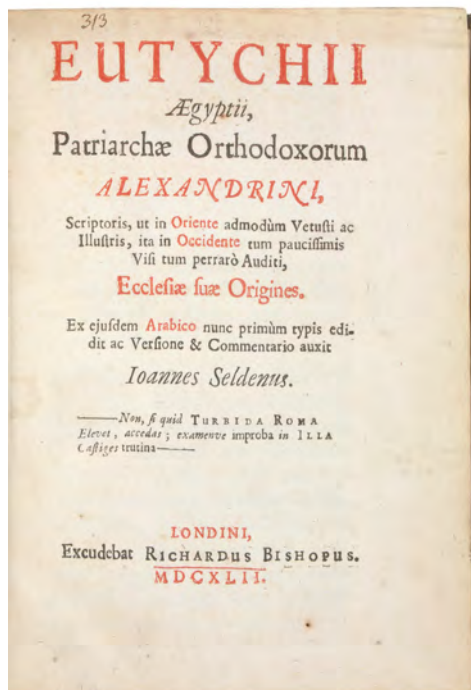 313
EUTYCHII
Ægyptii,
Patriarchæ Orthodoxorum
ALEXANDRINI,
Scriptoris, ut in Oriente admodùm Vetusti ac
Illustris, ita in Occidente tum paucissimis
Visi tum perrarò Auditi,
Ecclesiæ suæ Origines.
Ex ejusdem Arabico nunc primùm typis edi-
dit ac Versione & Commentario auxit
Ioannes Seldenus.
——Non, si quid TURBIDA ROMA
Elevet, accedas; examenve improba in ILLA
Castiges trutina——
LONDINI,
Excudebat RICHARDUS BISHOPUS.
MDCXLII.